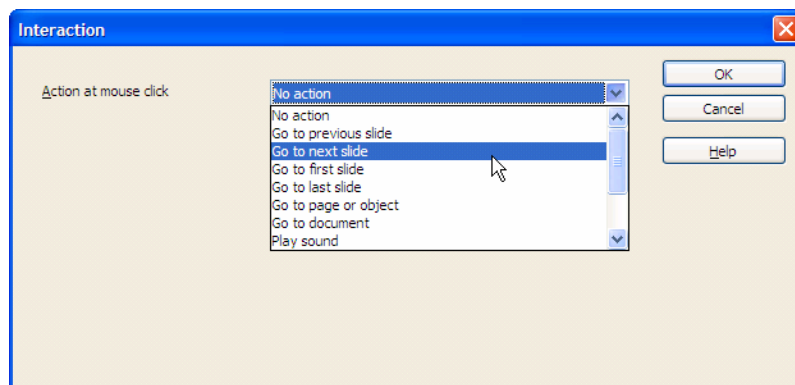 Interaction
Action at mouse click
No action
No action
Go to previous slide
Go to next slide
Go to first slide
Go to last slide
Go to page or object
Go to document
Play sound
OK
Cancel
Help